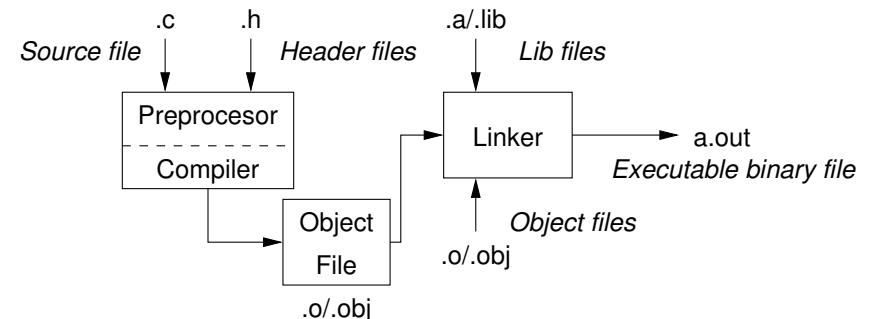 .c
.h
.a/.lib
Source file
Header files
Lib files
Preprocesor
Compiler
Linker
a.out
Executable binary file
Object
File
.o/.obj
Object files
.o/.obj